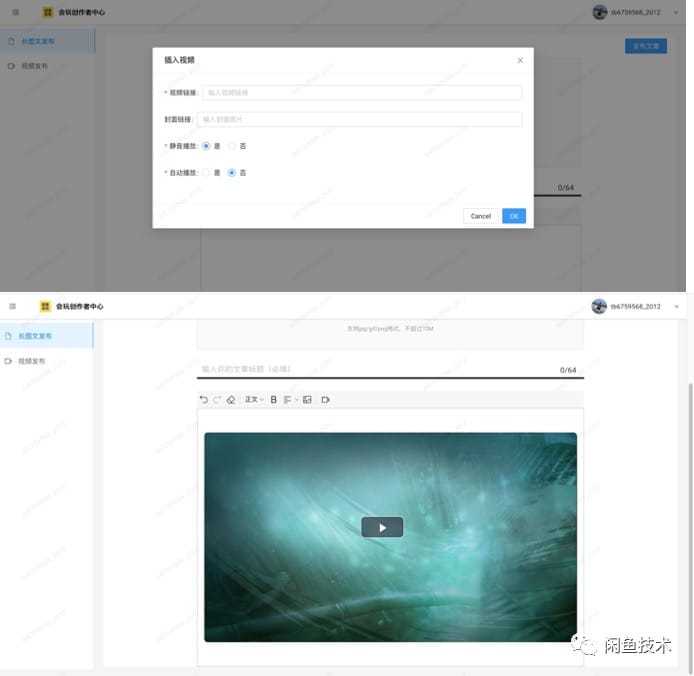 会玩创作者中心
tb6759568_2012
长图文发布
视频发布
发布文章
插入视频
* 视频链接: 输入视频链接
封面链接: 输入封面图片
* 静音播放: 是 否
* 自动播放: 是 否
0/64
Cancel
OK
会玩创作者中心
tb6759568_2012
长图文发布
视频发布
支持jpg/gif/png格式，不超过10M
输入你的文章标题（必填）
0/64
正文
B
闲鱼技术